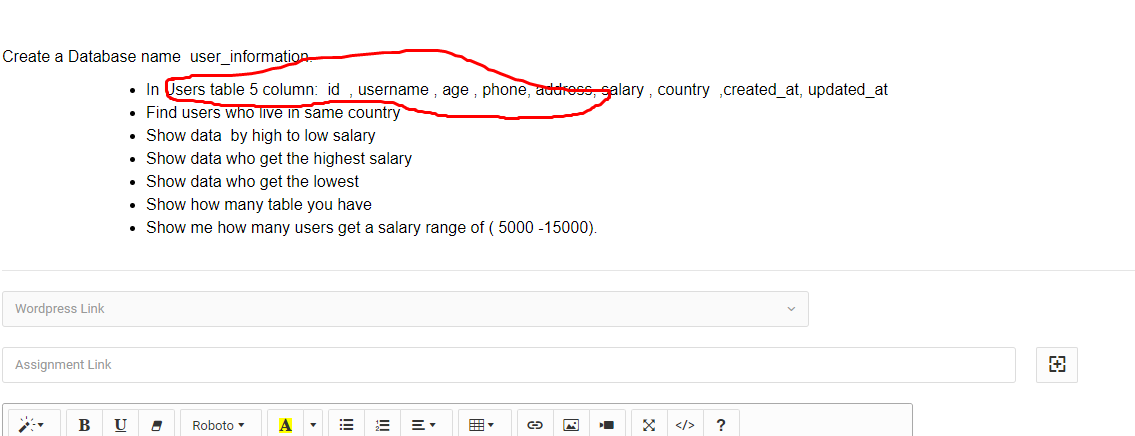 Create a Database name user_information.
In Users table 5 column: id , username , age , phone, address, salary , country ,created_at, updated_at
Find users who live in same country
Show data by high to low salary
Show data who get the highest salary
Show data who get the lowest
Show how many table you have
Show me how many users get a salary range of ( 5000 -15000).
Wordpress Link
Assignment Link
B U Roboto A </> ?